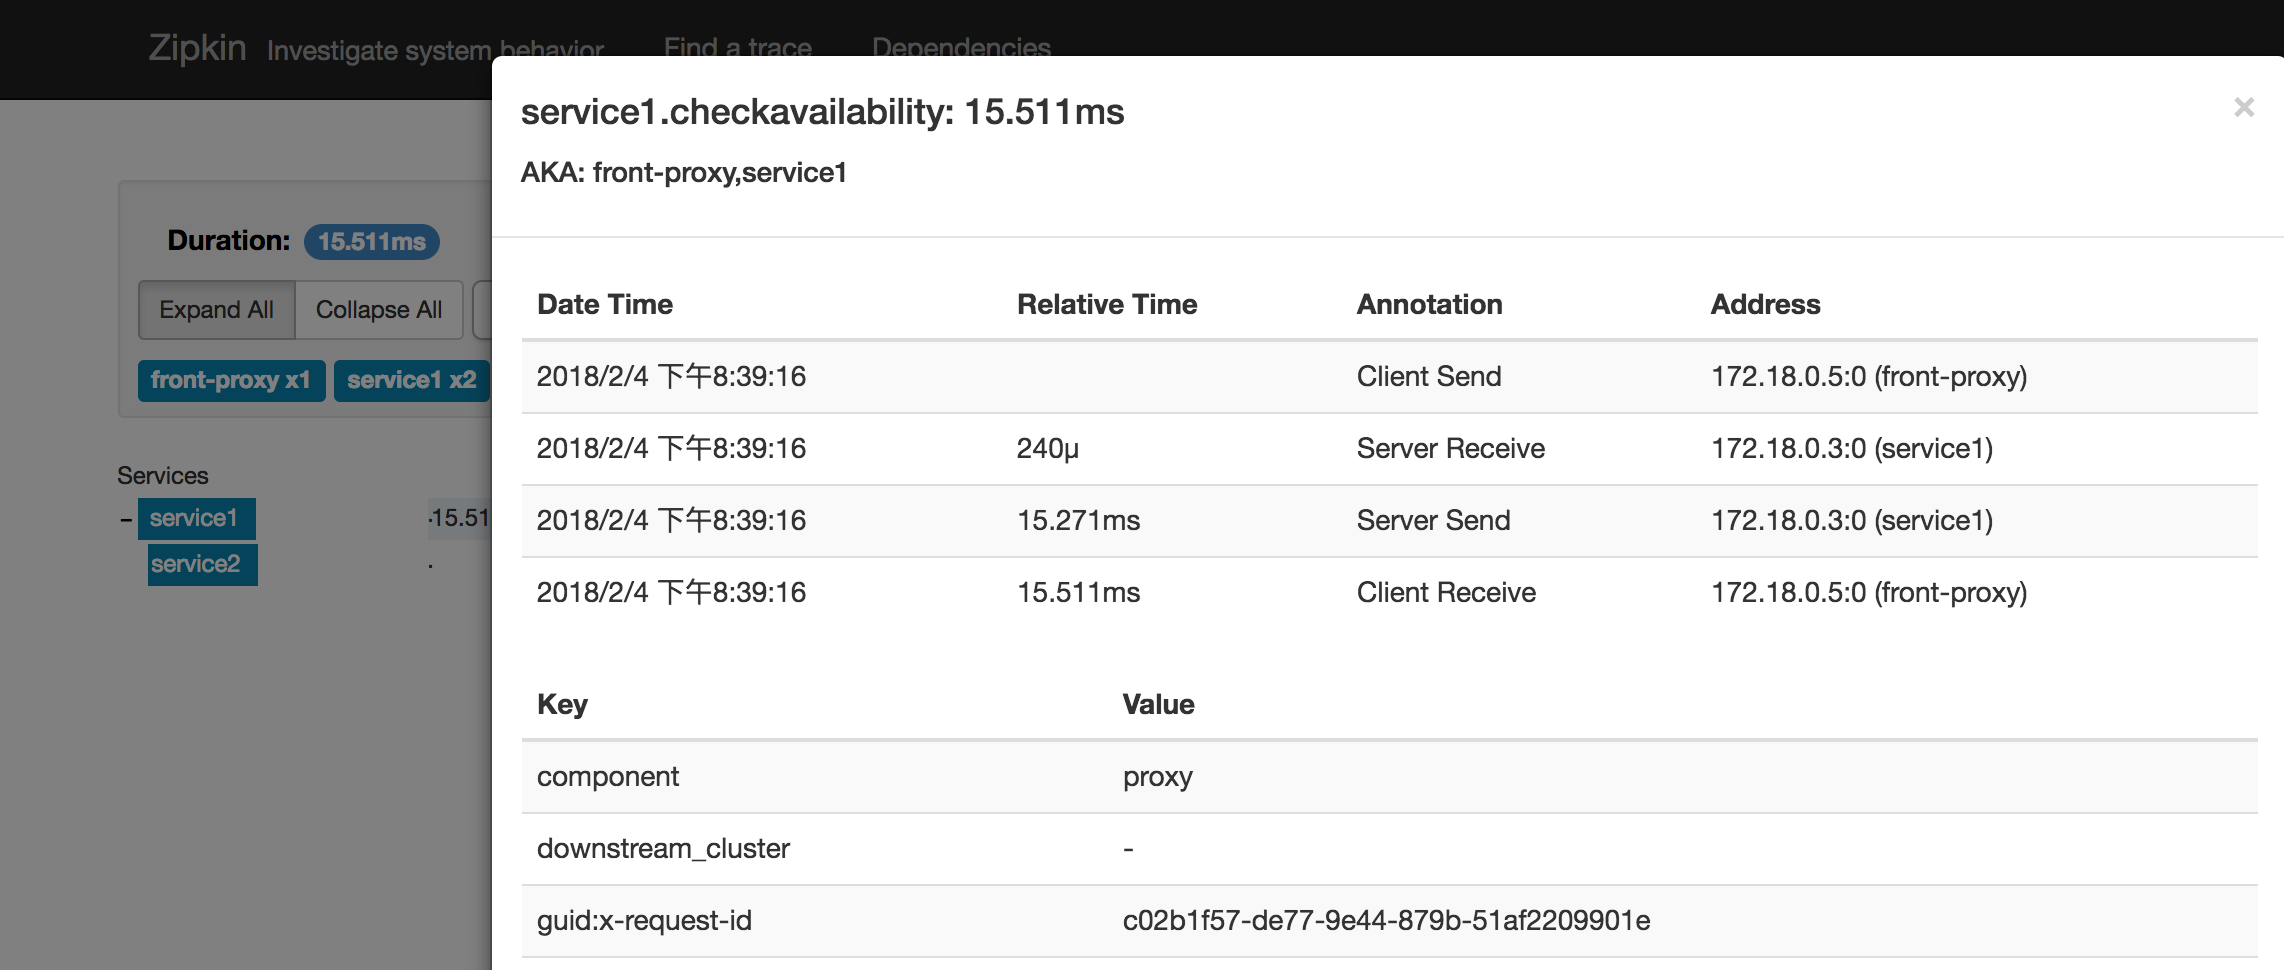 Zipkin Investigate system behavior Find a trace Dependencies
service1.checkavailability: 15.511ms
×
AKA: front-proxy,service1
Duration: 15.511ms
Expand All Collapse All
front-proxy x1 service1 x2
Services
- service1 ·15.51
service2 ·
Date Time Relative Time Annotation Address
2018/2/4 下午8:39:16 Client Send 172.18.0.5:0 (front-proxy)
2018/2/4 下午8:39:16 240μ Server Receive 172.18.0.3:0 (service1)
2018/2/4 下午8:39:16 15.271ms Server Send 172.18.0.3:0 (service1)
2018/2/4 下午8:39:16 15.511ms Client Receive 172.18.0.5:0 (front-proxy)
Key Value
component proxy
downstream_cluster -
guid:x-request-id c02b1f57-de77-9e44-879b-51af2209901e